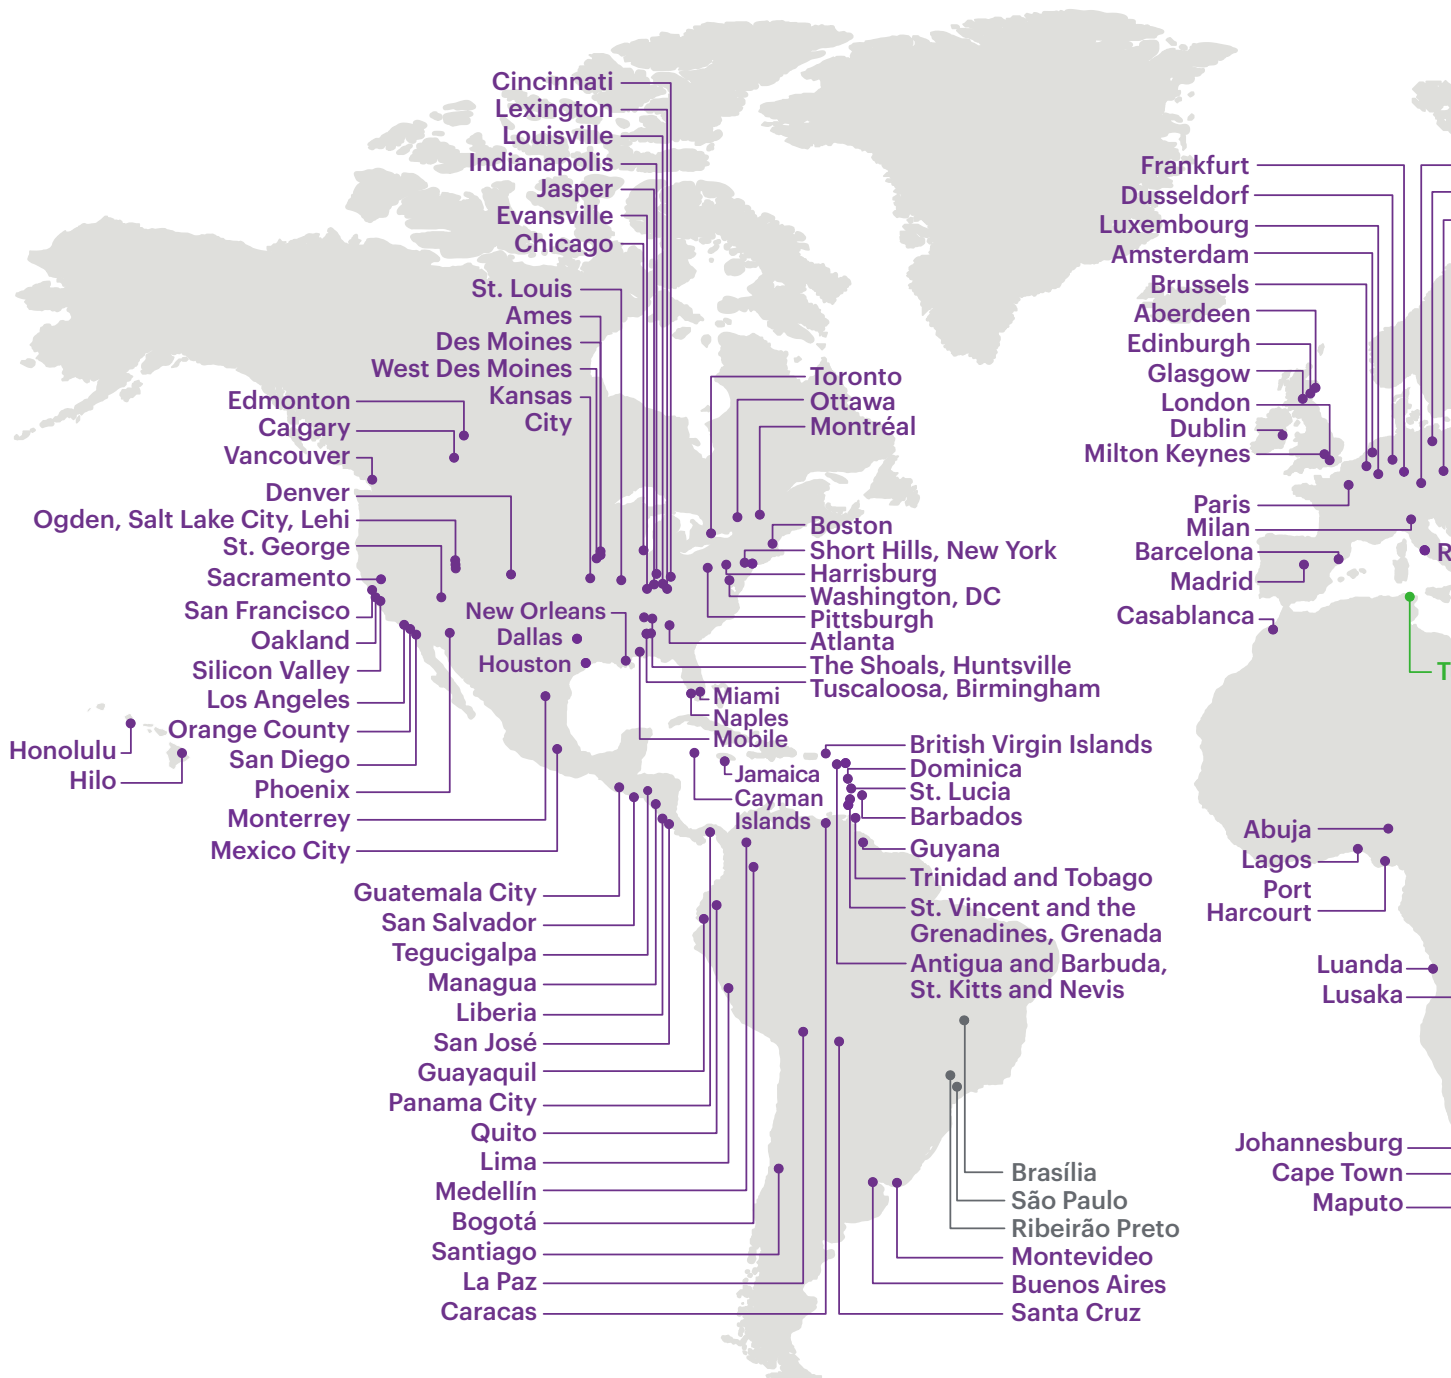 Cincinnati
Lexington
Louisville
Indianapolis
Jasper
Evansville
Chicago
St. Louis
Ames
Des Moines
West Des Moines
Kansas
City
Edmonton
Calgary
Vancouver
Denver
Ogden, Salt Lake City, Lehi
St. George
Sacramento
San Francisco
Oakland
Silicon Valley
Los Angeles
Orange County
San Diego
Phoenix
Monterrey
Mexico City
Honolulu
Hilo
New Orleans
Dallas
Houston
Toronto
Ottawa
Montréal
Boston
Short Hills, New York
Harrisburg
Washington, DC
Pittsburgh
Atlanta
The Shoals, Huntsville
Tuscaloosa, Birmingham
Miami
Naples
Mobile
Jamaica
Cayman
Islands
British Virgin Islands
Dominica
St. Lucia
Barbados
Guyana
Trinidad and Tobago
St. Vincent and the
Grenadines, Grenada
Antigua and Barbuda,
St. Kitts and Nevis
Guatemala City
San Salvador
Tegucigalpa
Managua
Liberia
San José
Guayaquil
Panama City
Quito
Lima
Medellín
Bogotá
Santiago
La Paz
Caracas
Brasília
São Paulo
Ribeirão Preto
Montevideo
Buenos Aires
Santa Cruz
Frankfurt
Dusseldorf
Luxembourg
Amsterdam
Brussels
Aberdeen
Edinburgh
Glasgow
London
Dublin
Milton Keynes
Paris
Milan
Barcelona
Madrid
Casablanca
Abuja
Lagos
Port
Harcourt
Luanda
Lusaka
Johannesburg
Cape Town
Maputo